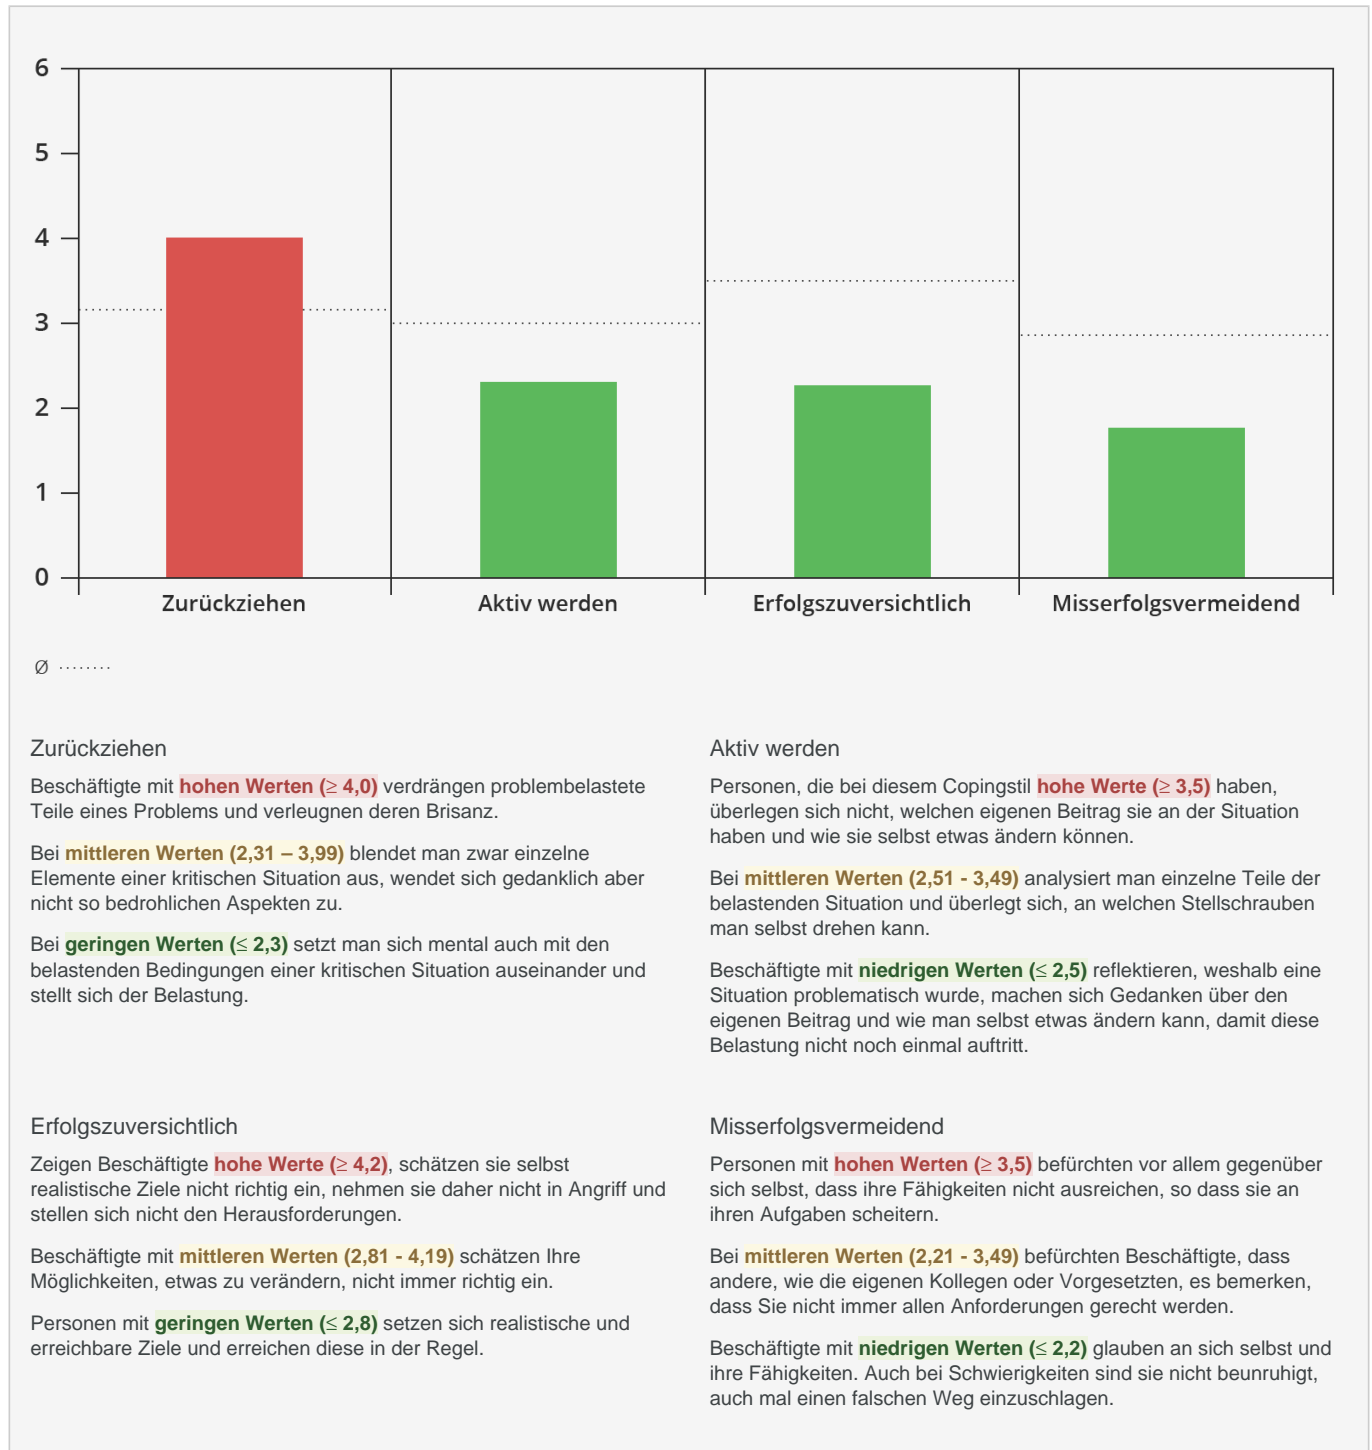 6
5
4
3
2
1
0
Zurückziehen
Aktiv werden
Erfolgszuversichtlich
Misserfolgsvermeidend
Ø ········
Zurückziehen
Beschäftigte mit hohen Werten (≥ 4,0) verdrängen problembelastete
Teile eines Problems und verleugnen deren Brisanz.
Bei mittleren Werten (2,31 – 3,99) blendet man zwar einzelne
Elemente einer kritischen Situation aus, wendet sich gedanklich aber
nicht so bedrohlichen Aspekten zu.
Bei geringen Werten (≤ 2,3) setzt man sich mental auch mit den
belastenden Bedingungen einer kritischen Situation auseinander und
stellt sich der Belastung.
Aktiv werden
Personen, die bei diesem Copingstil hohe Werte (≥ 3,5) haben,
überlegen sich nicht, welchen eigenen Beitrag sie an der Situation
haben und wie sie selbst etwas ändern können.
Bei mittleren Werten (2,51 - 3,49) analysiert man einzelne Teile der
belastenden Situation und überlegt sich, an welchen Stellschrauben
man selbst drehen kann.
Beschäftigte mit niedrigen Werten (≤ 2,5) reflektieren, weshalb eine
Situation problematisch wurde, machen sich Gedanken über den
eigenen Beitrag und wie man selbst etwas ändern kann, damit diese
Belastung nicht noch einmal auftritt.
Erfolgszuversichtlich
Zeigen Beschäftigte hohe Werte (≥ 4,2), schätzen sie selbst
realistische Ziele nicht richtig ein, nehmen sie daher nicht in Angriff und
stellen sich nicht den Herausforderungen.
Beschäftigte mit mittleren Werten (2,81 - 4,19) schätzen Ihre
Möglichkeiten, etwas zu verändern, nicht immer richtig ein.
Personen mit geringen Werten (≤ 2,8) setzen sich realistische und
erreichbare Ziele und erreichen diese in der Regel.
Misserfolgsvermeidend
Personen mit hohen Werten (≥ 3,5) befürchten vor allem gegenüber
sich selbst, dass ihre Fähigkeiten nicht ausreichen, so dass sie an
ihren Aufgaben scheitern.
Bei mittleren Werten (2,21 - 3,49) befürchten Beschäftigte, dass
andere, wie die eigenen Kollegen oder Vorgesetzten, es bemerken,
dass Sie nicht immer allen Anforderungen gerecht werden.
Beschäftigte mit niedrigen Werten (≤ 2,2) glauben an sich selbst und
ihre Fähigkeiten. Auch bei Schwierigkeiten sind sie nicht beunruhigt,
auch mal einen falschen Weg einzuschlagen.